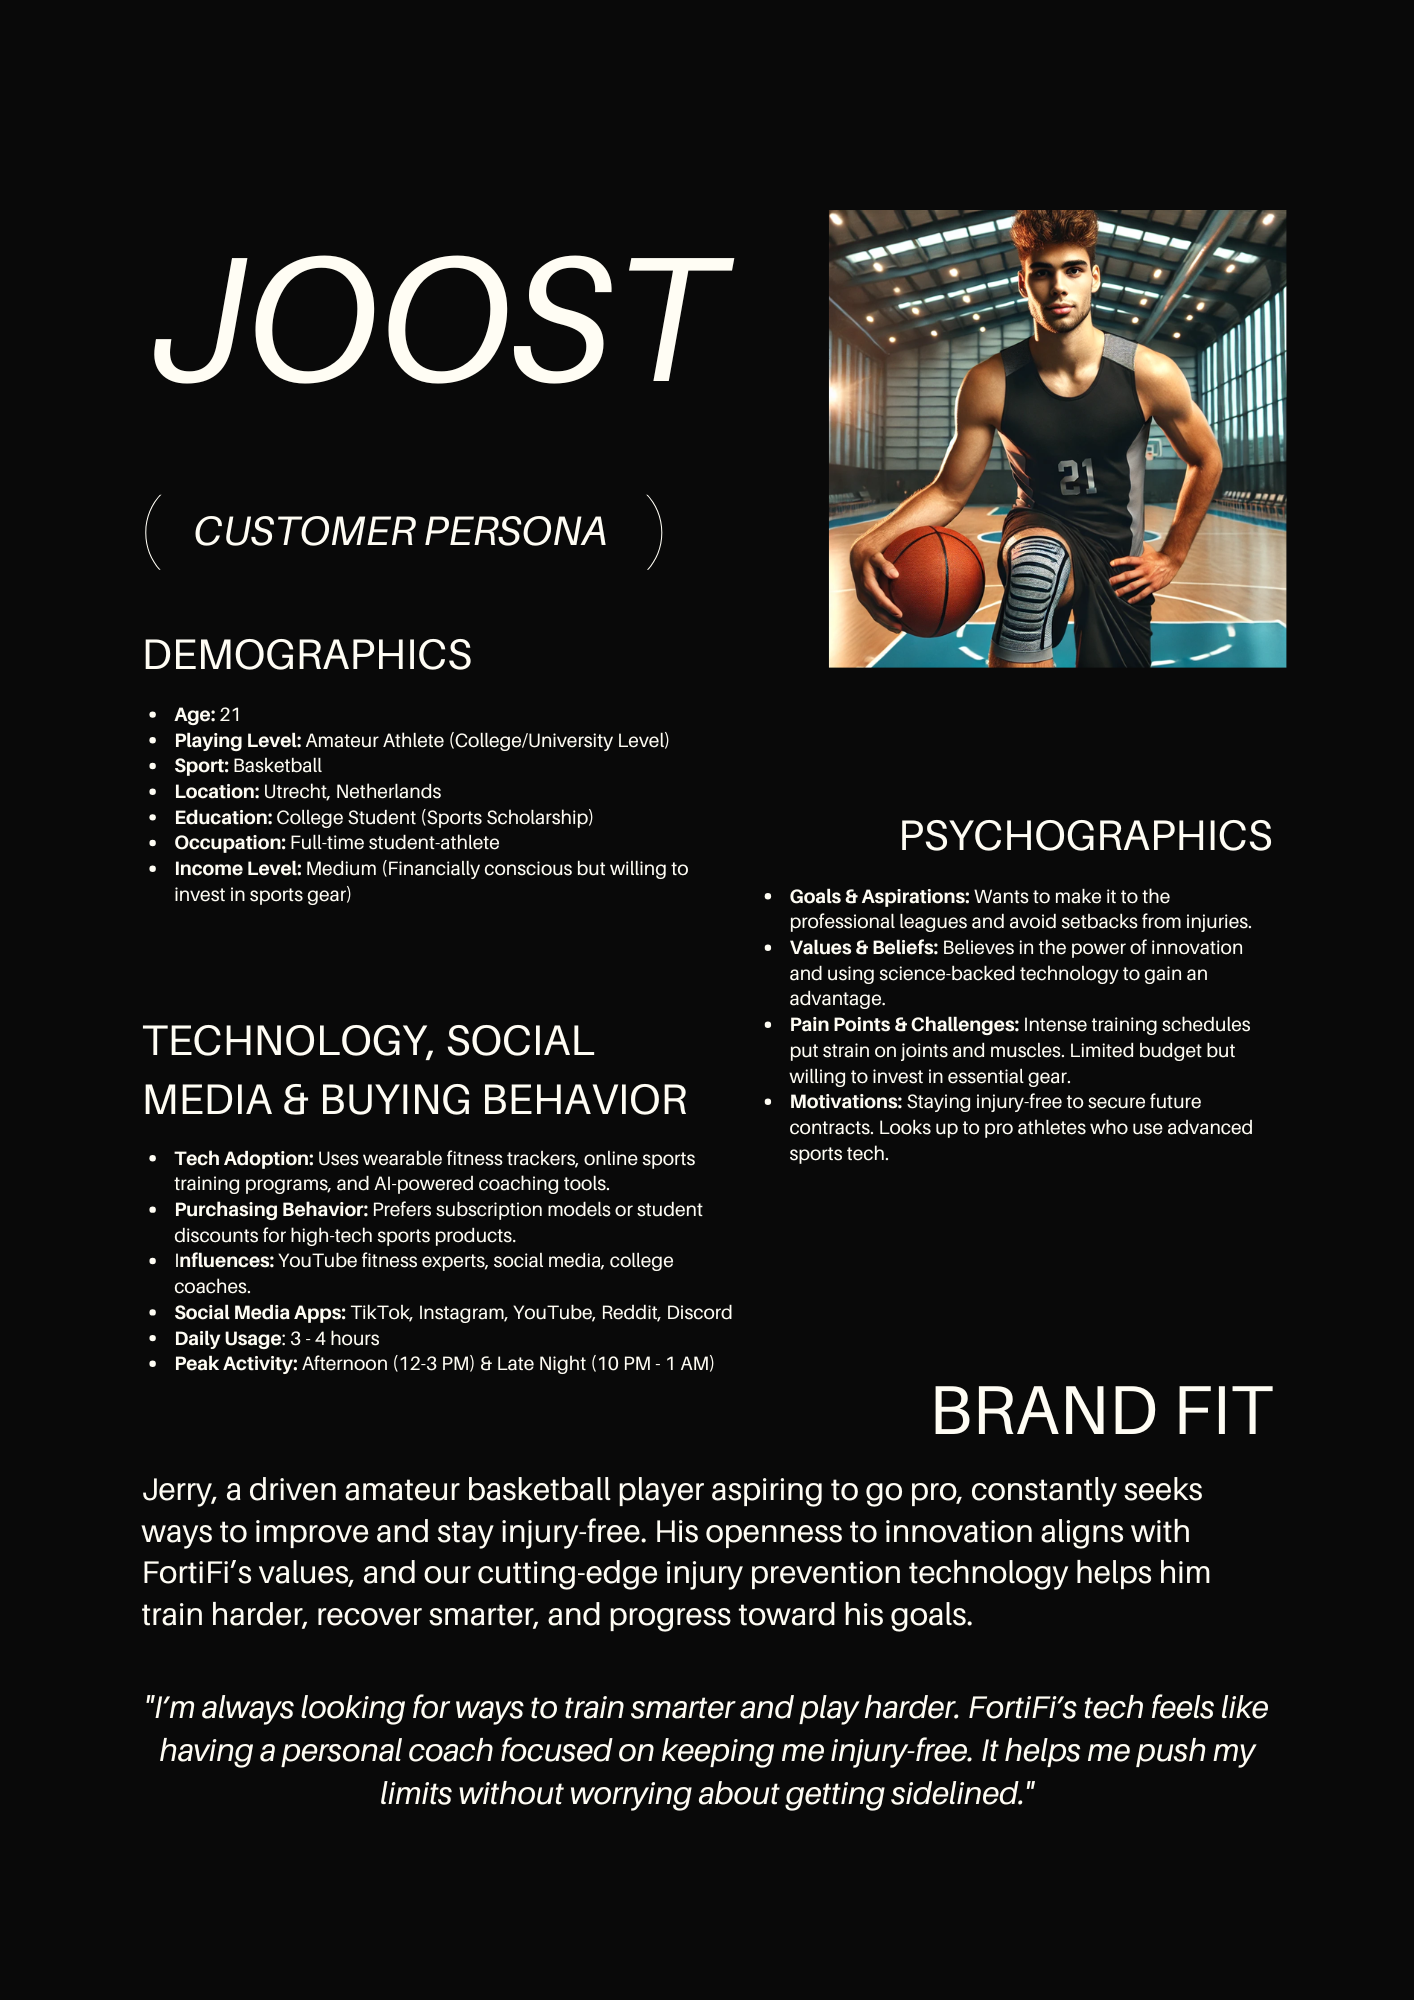 JOOST
CUSTOMER PERSONA
21
DEMOGRAPHICS
• Age: 21
• Playing Level: Amateur Athlete (College/University Level)
• Sport: Basketball
• Location: Utrecht, Netherlands
• Education: College Student (Sports Scholarship)
• Occupation: Full-time student-athlete
• Income Level: Medium (Financially conscious but willing to
invest in sports gear)
PSYCHOGRAPHICS
• Goals & Aspirations: Wants to make it to the
professional leagues and avoid setbacks from injuries.
• Values & Beliefs: Believes in the power of innovation
and using science-backed technology to gain an
advantage.
• Pain Points & Challenges: Intense training schedules
put strain on joints and muscles. Limited budget but
willing to invest in essential gear.
• Motivations: Staying injury-free to secure future
contracts. Looks up to pro athletes who use advanced
sports tech.
TECHNOLOGY, SOCIAL
MEDIA & BUYING BEHAVIOR
• Tech Adoption: Uses wearable fitness trackers, online sports
training programs, and AI-powered coaching tools.
• Purchasing Behavior: Prefers subscription models or student
discounts for high-tech sports products.
• Influences: YouTube fitness experts, social media, college
coaches.
• Social Media Apps: TikTok, Instagram, YouTube, Reddit, Discord
• Daily Usage: 3 - 4 hours
• Peak Activity: Afternoon (12-3 PM) & Late Night (10 PM - 1 AM)
BRAND FIT
Jerry, a driven amateur basketball player aspiring to go pro, constantly seeks
ways to improve and stay injury-free. His openness to innovation aligns with
FortiFi’s values, and our cutting-edge injury prevention technology helps him
train harder, recover smarter, and progress toward his goals.
"I’m always looking for ways to train smarter and play harder. FortiFi’s tech feels like
having a personal coach focused on keeping me injury-free. It helps me push my
limits without worrying about getting sidelined."